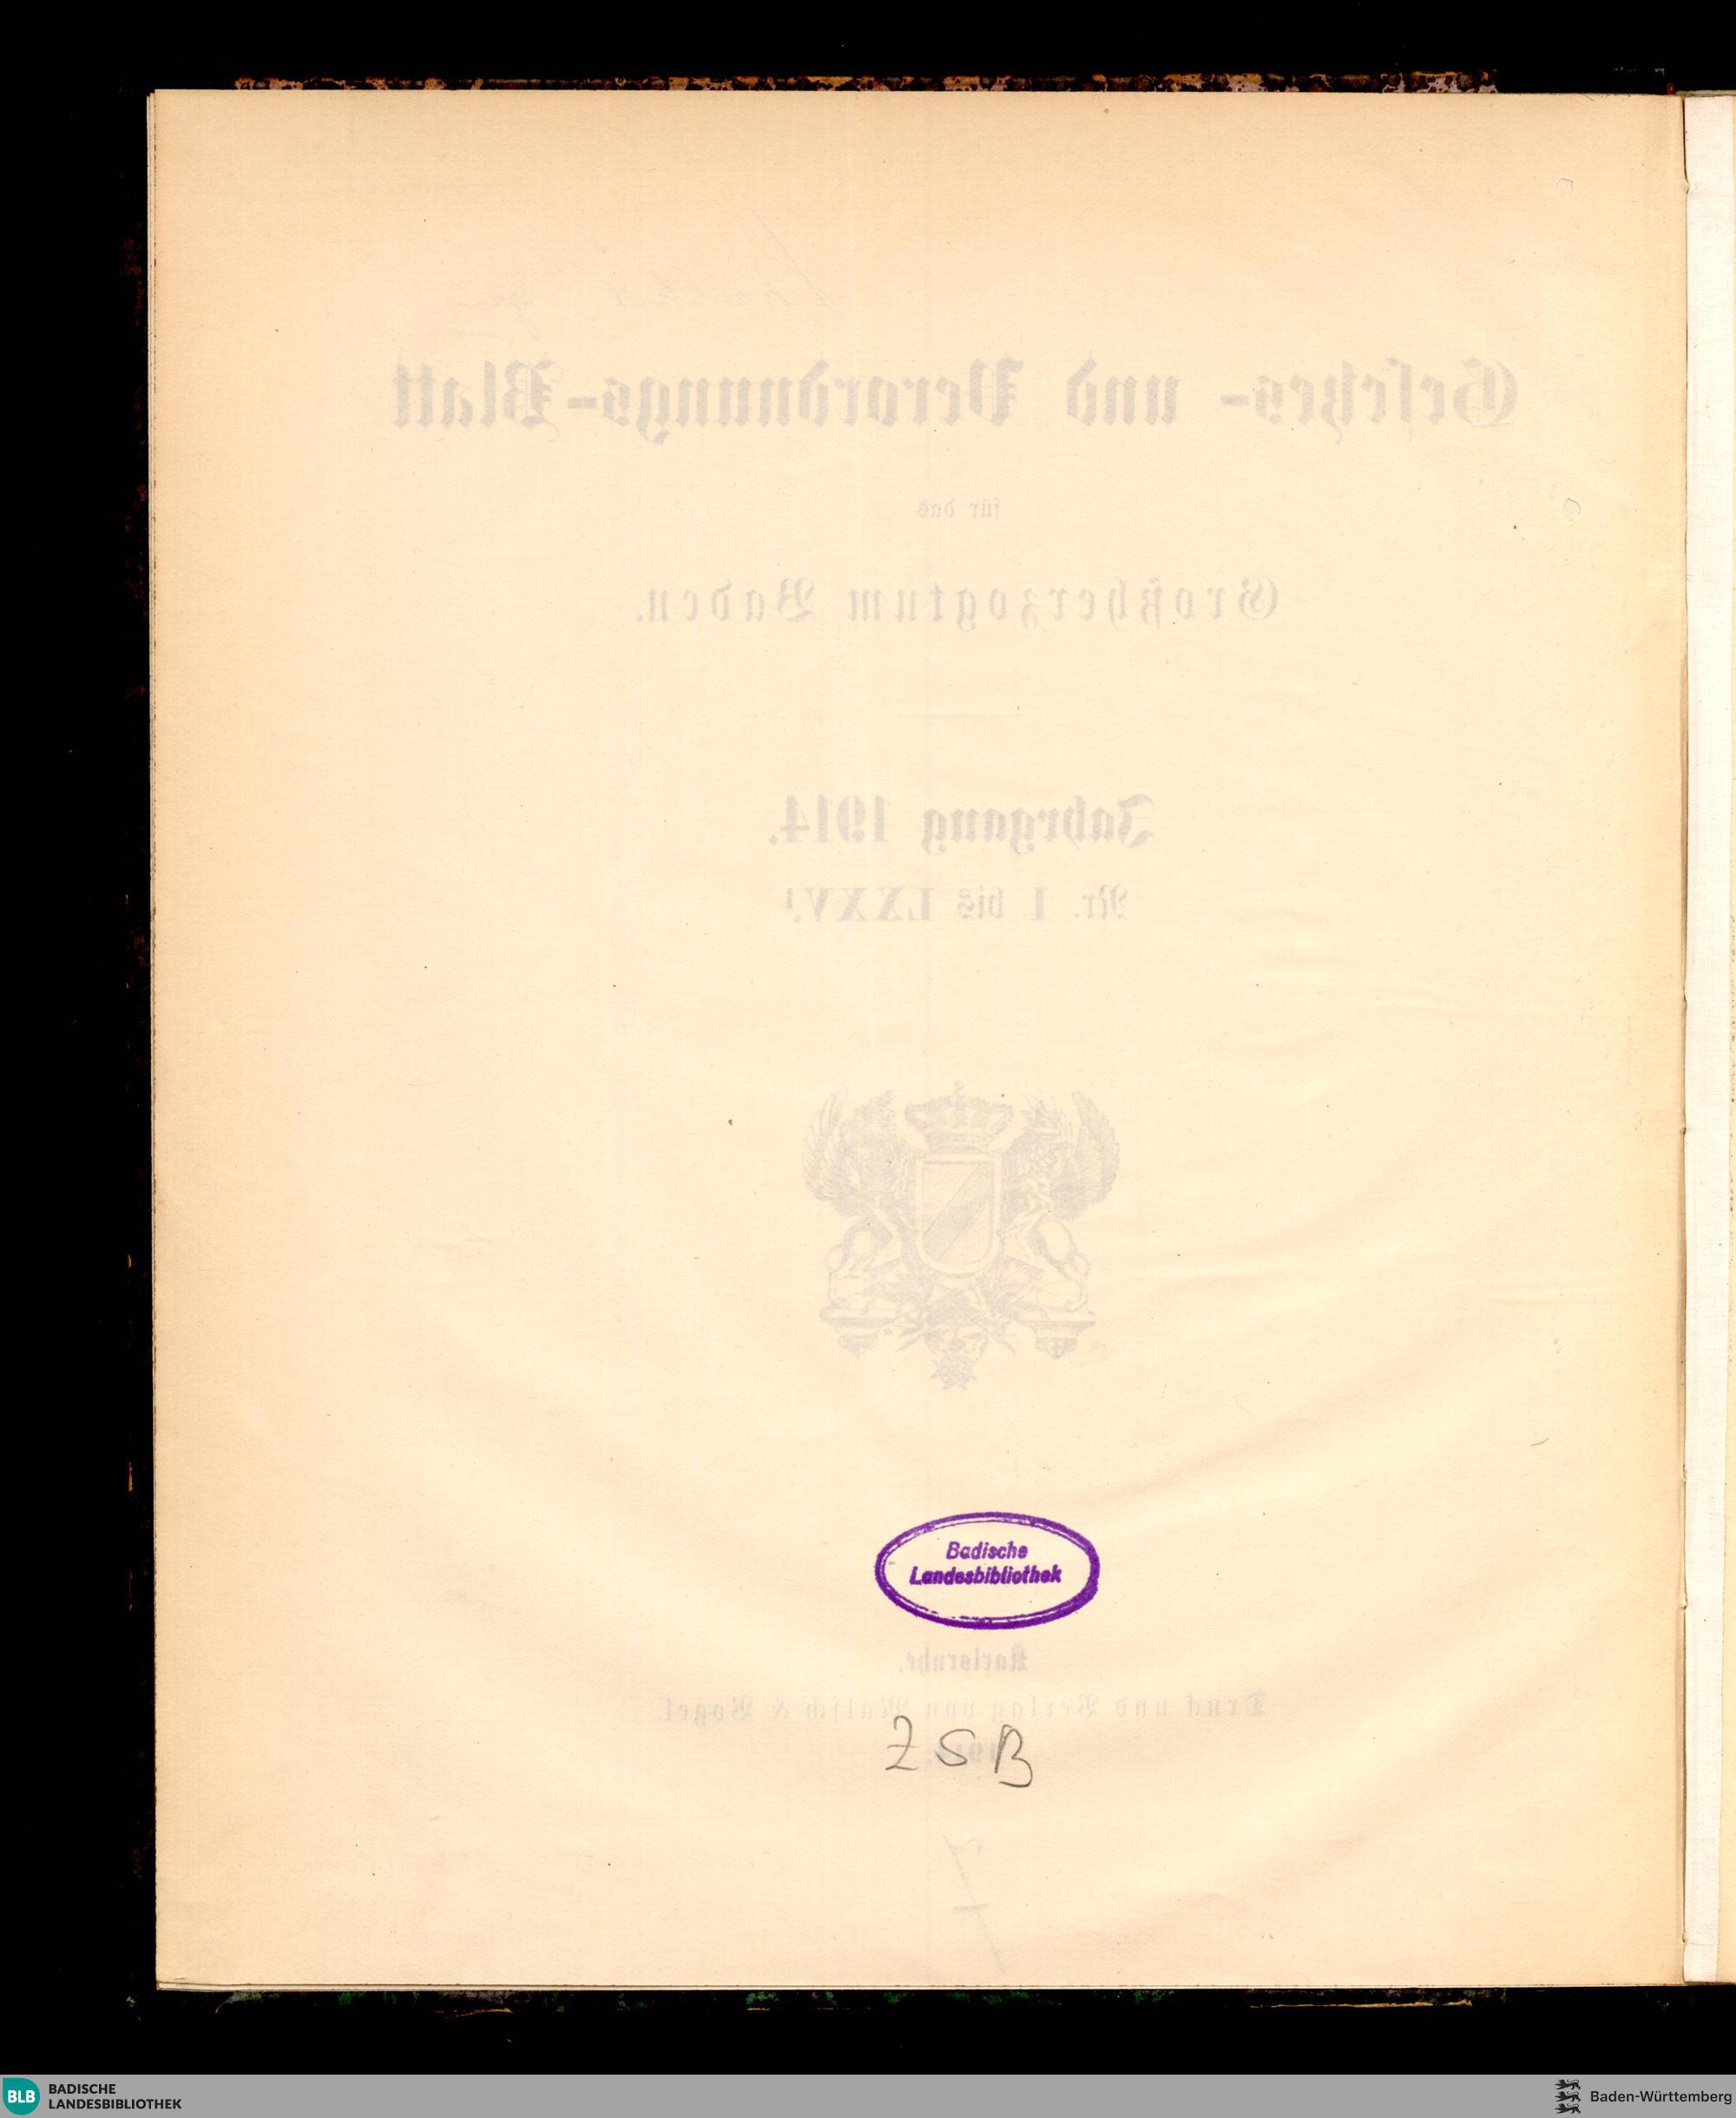 Gesetzes- und Verordnungs-Blatt
für das
Großherzogtum Baden.
Jahrgang 1914.
Nr. I bis LXXV.
Badische
Landesbibliothek
Karlsruhe.
Druck und Verlag von Malsch & Vogel.
ZSB
BLB BADISCHE
LANDESBIBLIOTHEK
Baden-Württemberg